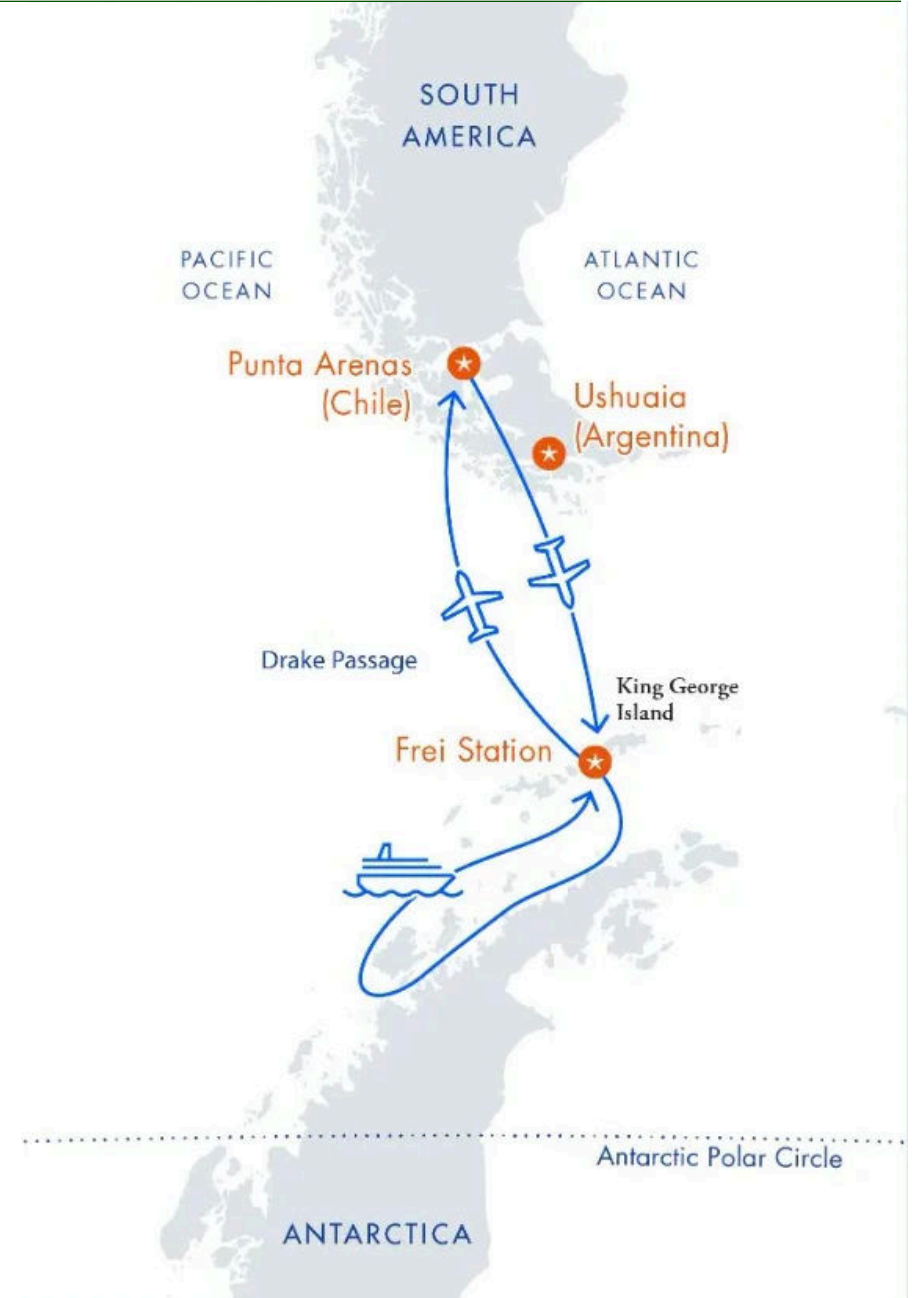 SOUTH
AMERICA
PACIFIC
OCEAN
ATLANTIC
OCEAN
Punta Arenas
(Chile)
Ushuaia
(Argentina)
Drake Passage
King George
Island
Frei Station
Antarctic Polar Circle
ANTARCTICA